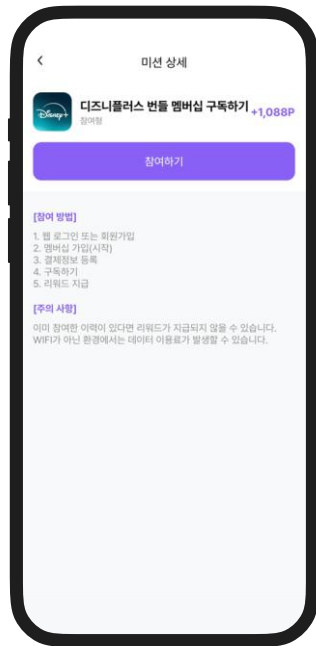 미션 상세
Disney+
디즈니플러스 번들 멤버십 구독하기 +1,088P
참여형
참여하기
[참여 방법]
1. 웹 로그인 또는 회원가입
2. 멤버십 가입(시작)
3. 결제정보 등록
4. 구독하기
5. 리워드 지급
[주의 사항]
이미 참여한 이력이 있다면 리워드가 지급되지 않을 수 있습니다.
WIFI가 아닌 환경에서는 데이터 이용료가 발생할 수 있습니다.